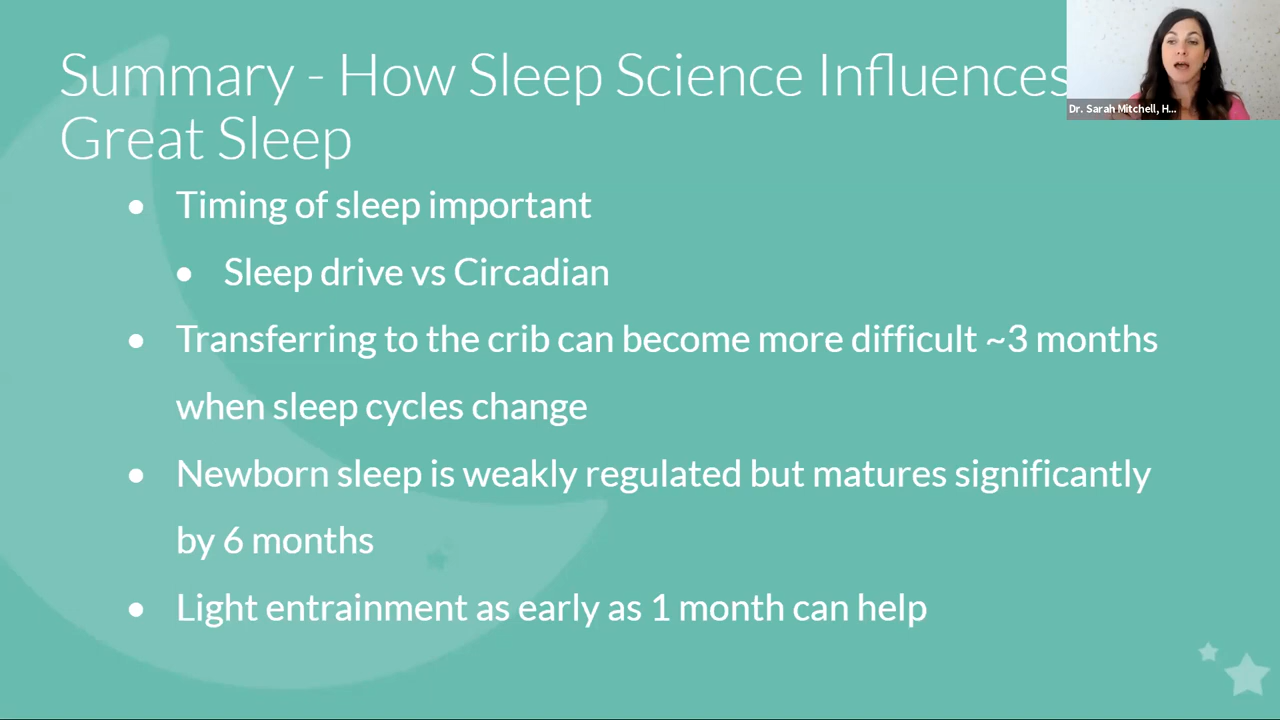 Summary - How Sleep Science Influences
Great Sleep
Dr. Sarah Mitchell, H...
• Timing of sleep important
• Sleep drive vs Circadian
• Transferring to the crib can become more difficult ~3 months
when sleep cycles change
• Newborn sleep is weakly regulated but matures significantly
by 6 months
• Light entrainment as early as 1 month can help